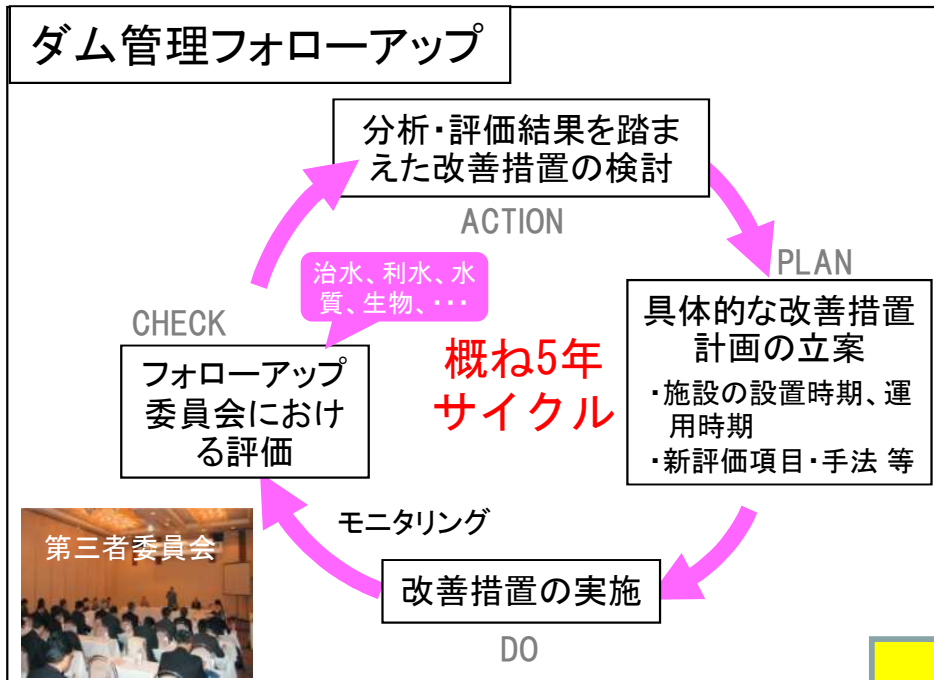 ダム管理フォローアップ
分析・評価結果を踏ま
えた改善措置の検討
ACTION
PLAN
具体的な改善措置
計画の立案
・施設の設置時期、運
用時期
・新評価項目・手法 等
治水、利水、水
質、生物、・・・
CHECK
フォローアップ
委員会におけ
る評価
概ね5年
サイクル
モニタリング
改善措置の実施
DO
第三者委員会